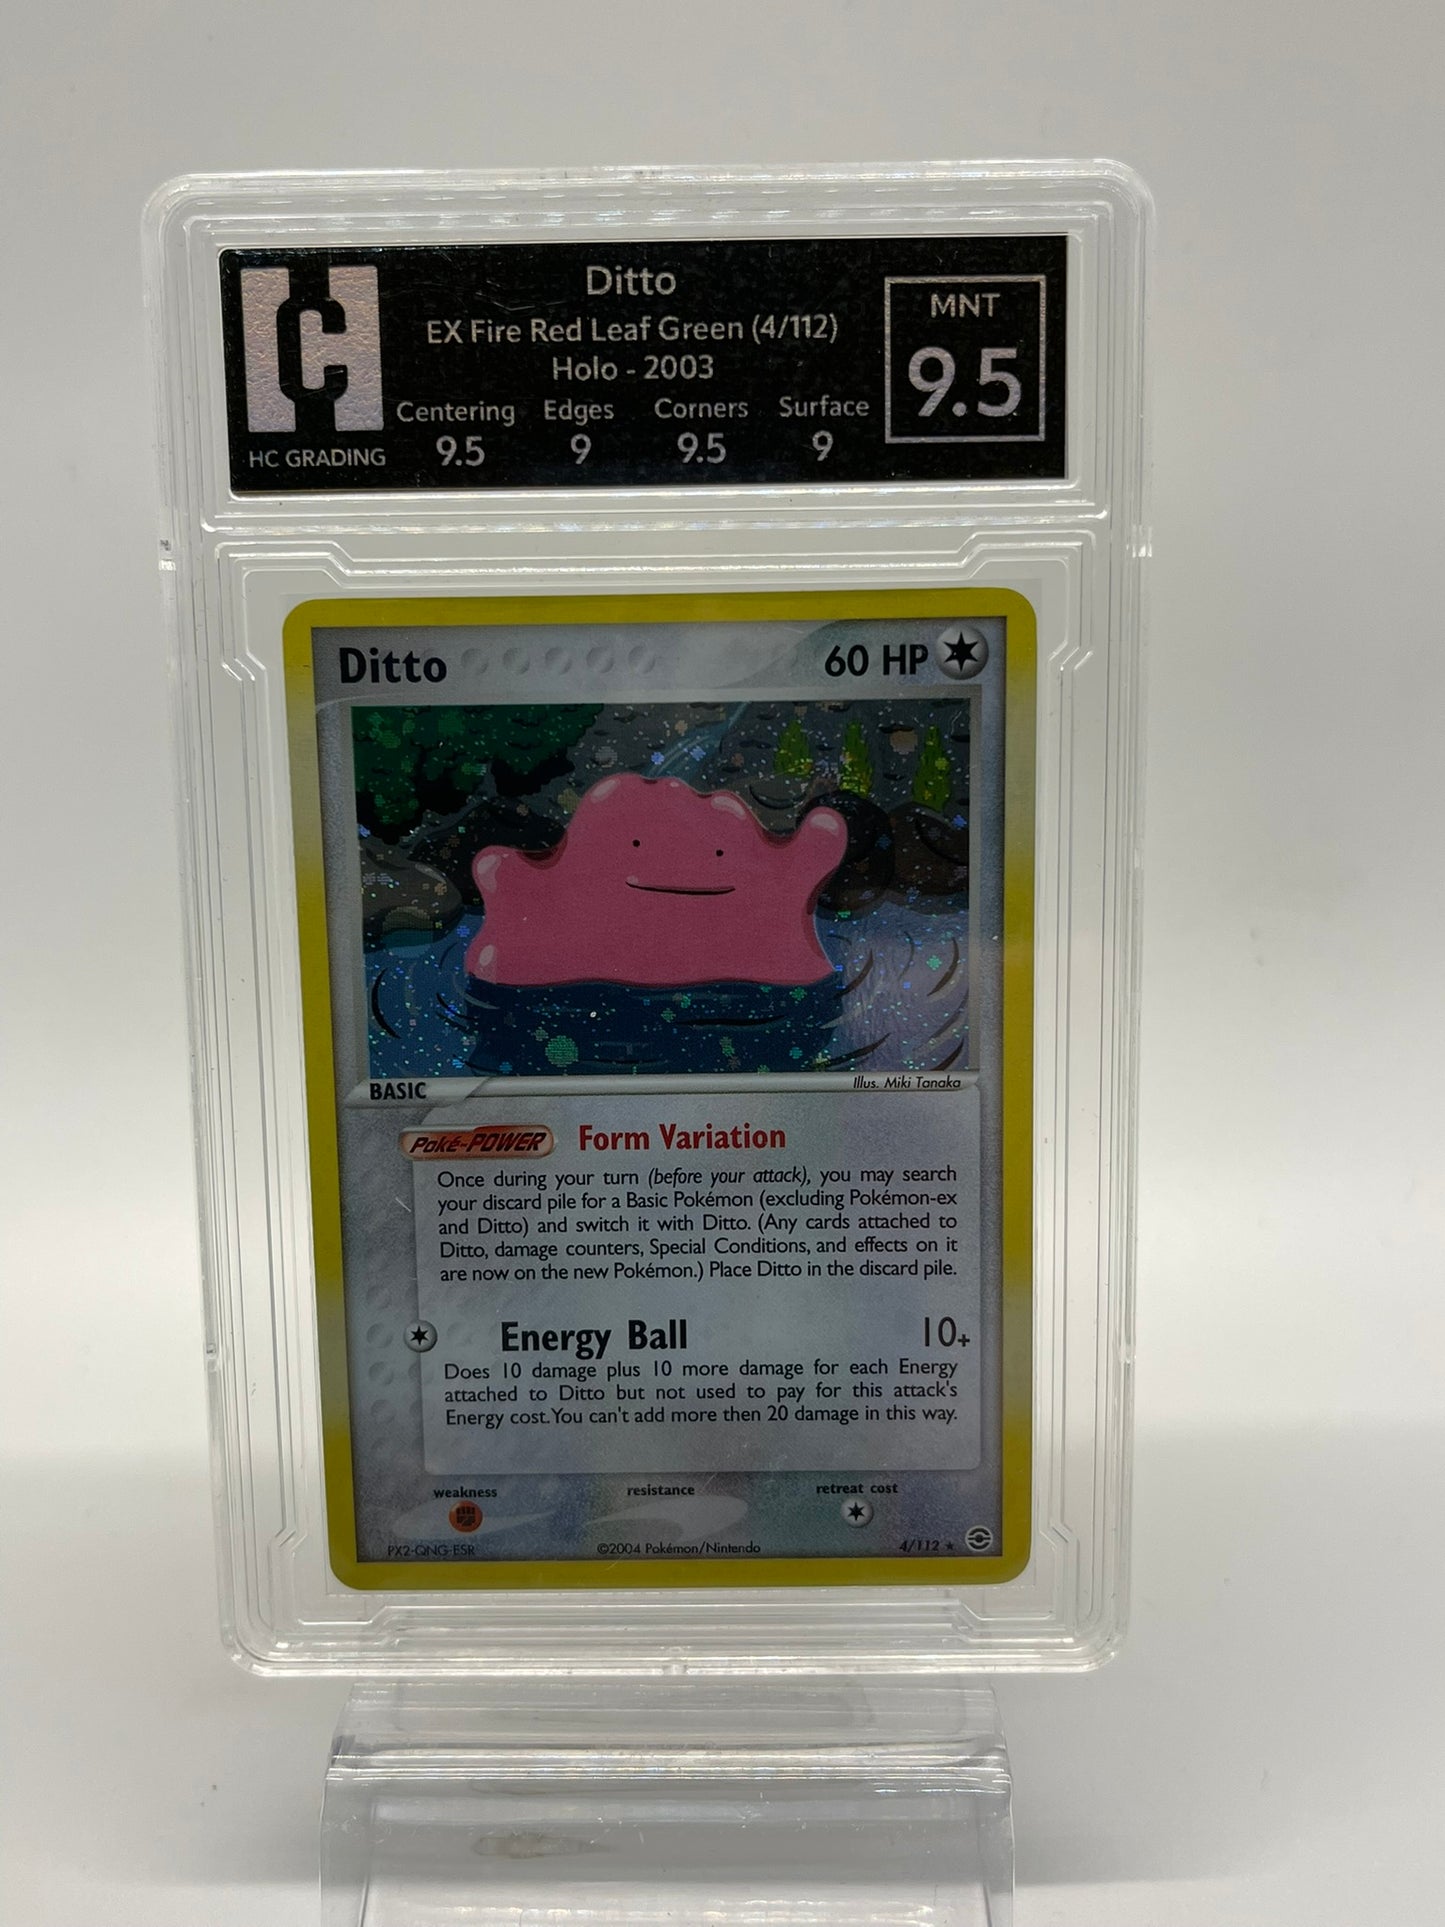 Ditto
EX Fire Red Leaf Green (4/112)
Holo - 2003
MNT
9.5
Centering Edges Corners Surface
9.5 9 9.5 9
HC GRADING
Ditto 60 HP
BASIC
Illus. Miki Tanaka
Poké-POWER Form Variation
Once during your turn (before your attack), you may search
your discard pile for a Basic Pokémon (excluding Pokémon-ex
and Ditto) and switch it with Ditto. (Any cards attached to
Ditto, damage counters, Special Conditions, and effects on it
are now on the new Pokémon.) Place Ditto in the discard pile.
Energy Ball 10+
Does 10 damage plus 10 more damage for each Energy
attached to Ditto but not used to pay for this attack's
Energy cost. You can't add more then 20 damage in this way.
weakness resistance retreat cost
PX2-QNG-ESR ©2004 Pokémon/Nintendo 4/112 ★